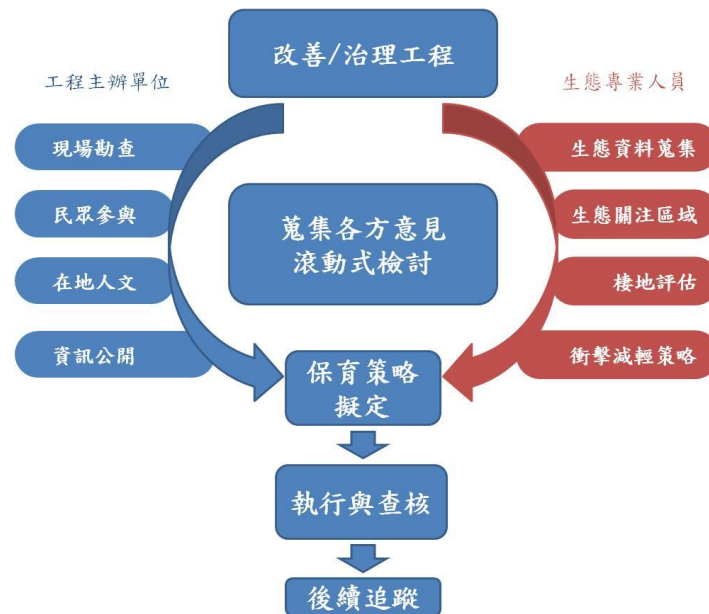 改善/治理工程
工程主辦單位
現場勘查
民眾參與
在地人文
資訊公開
生態專業人員
生態資料蒐集
生態關注區域
棲地評估
衝擊減輕策略
蒐集各方意見
滾動式檢討
保育策略
擬定
執行與查核
後續追蹤